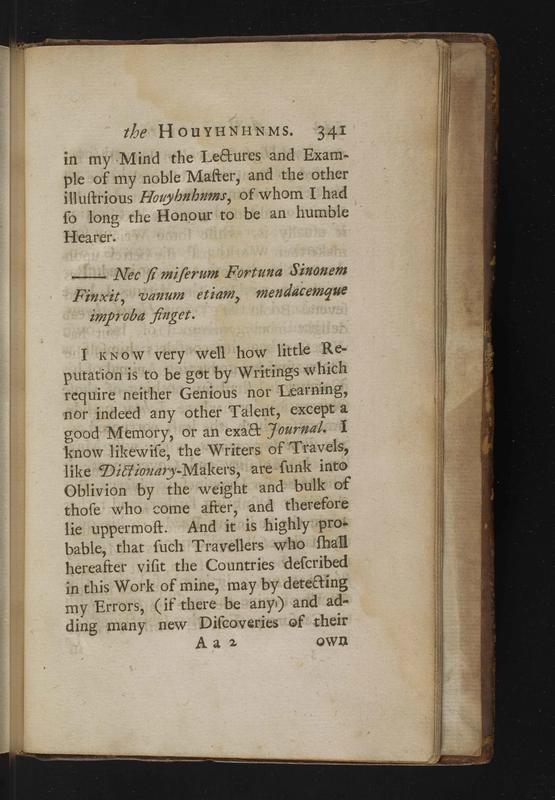 the HOUYHNHNMS. 341
in my Mind the Lectures and Exam-
ple of my noble Maſter, and the other
illuſtrious Houyhnhnms, of whom I had
ſo long the Honour to be an humble
Hearer.
—— Nec ſi miſerum Fortuna Sinonem
Finxit, vanum etiam, mendacemque
improba finget.
I KNOW very well how little Re-
putation is to be got by Writings which
require neither Genious nor Learning,
nor indeed any other Talent, except a
good Memory, or an exact Journal. I
know likewiſe, the Writers of Travels,
like Dictionary-Makers, are ſunk into
Oblivion by the weight and bulk of
thoſe who come after, and therefore
lie uppermoſt. And it is highly pro-
bable, that ſuch Travellers who ſhall
hereafter viſit the Countries deſcribed
in this Work of mine, may by detecting
my Errors, (if there be any) and ad-
ding many new Diſcoveries of their
A a 2 own